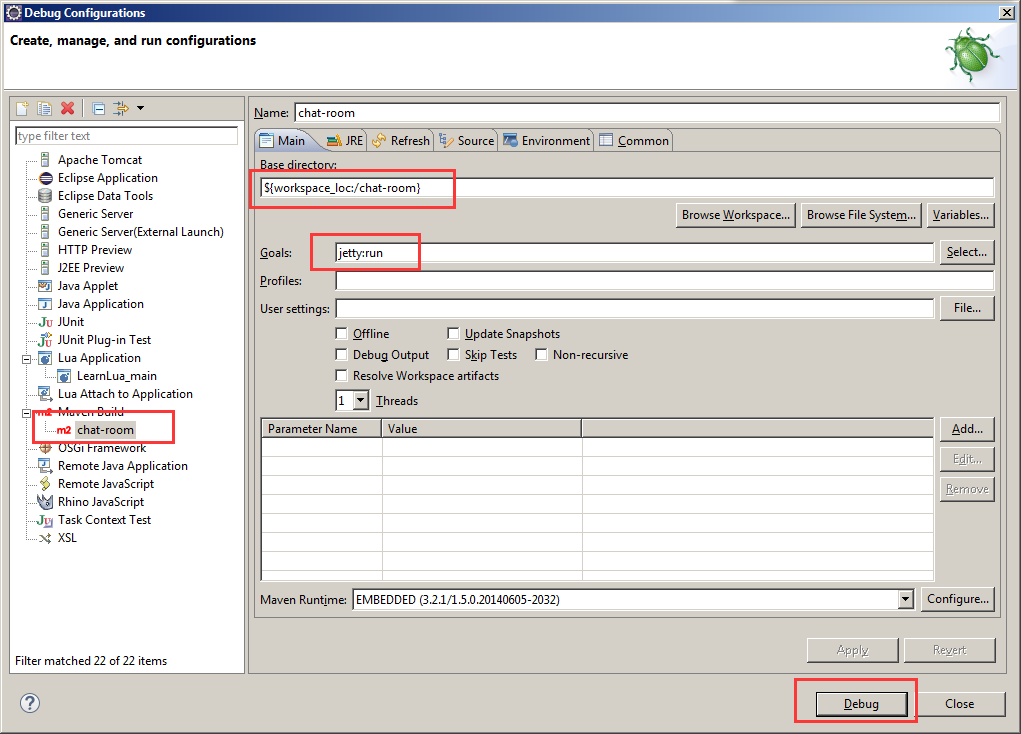 Debug Configurations
Create, manage, and run configurations
type filter text
Apache Tomcat
Eclipse Application
Eclipse Data Tools
Generic Server
Generic Server(External Launch)
HTTP Preview
J2EE Preview
Java Applet
Java Application
JUnit
JUnit Plug-in Test
Lua Application
LearnLua_main
Lua Attach to Application
Maven Build
m2 chat-room
OSGi Framework
Remote Java Application
Remote JavaScript
Rhino JavaScript
Task Context Test
XSL
Filter matched 22 of 22 items
Name: chat-room
Main JRE Refresh Source Environment Common
Base directory:
${workspace_loc:/chat-room}
Browse Workspace... Browse File System... Variables...
Goals: jetty:run Select...
Profiles:
User settings: File...
Offline Update Snapshots
Debug Output Skip Tests Non-recursive
Resolve Workspace artifacts
1 Threads
Parameter Name Value Add...
Edit...
Remove
Maven Runtime: EMBEDDED (3.2.1/1.5.0.20140605-2032) Configure...
Apply Revert
? Debug Close